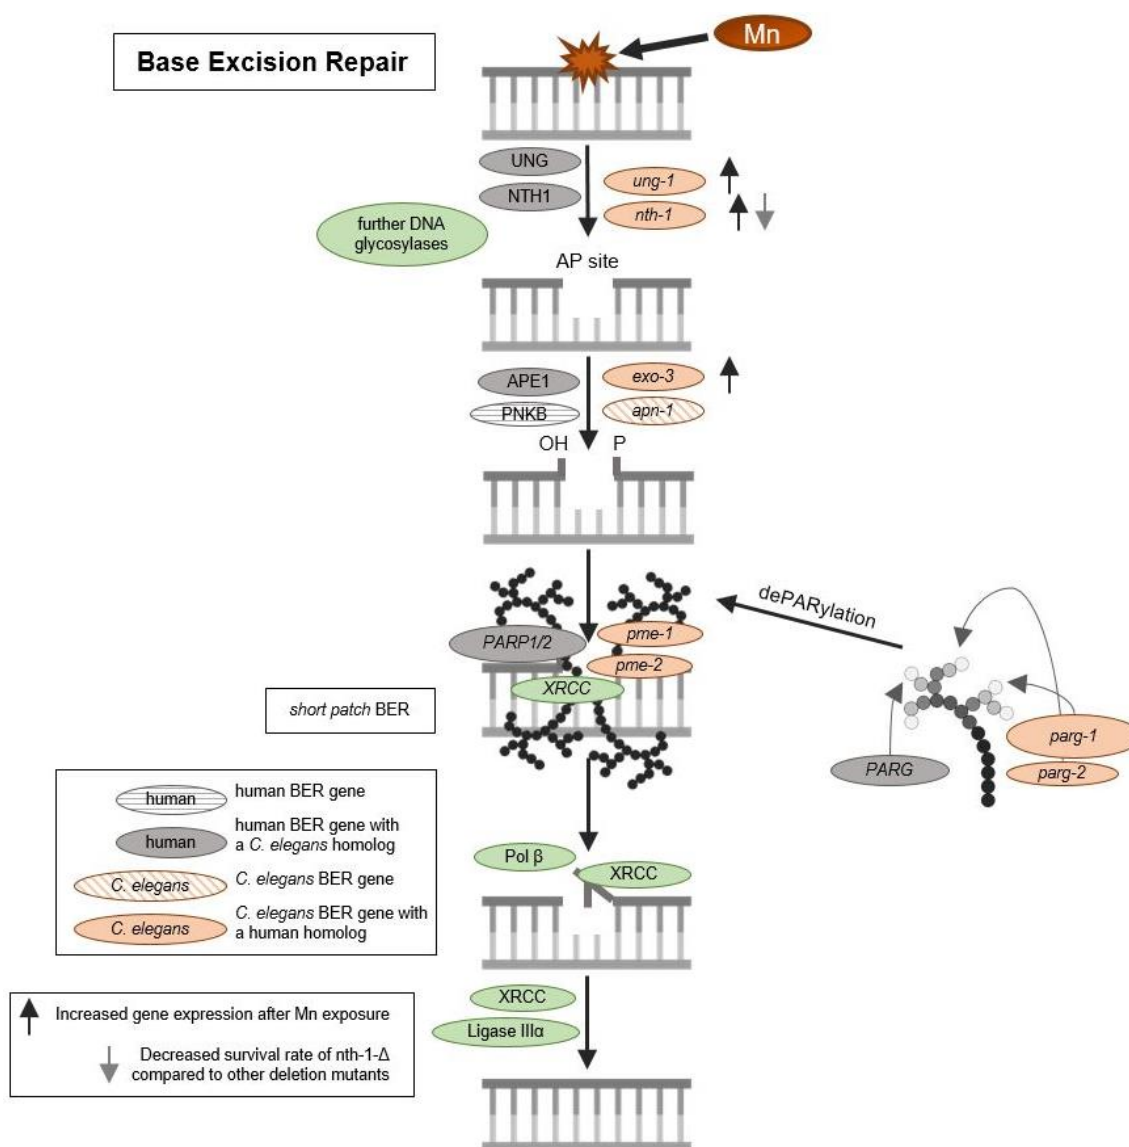 Mn
Base Excision Repair
UNG
ung-1
NTH1
nth-1
further DNA
glycosylases
AP site
APE1
exo-3
PNKB
apn-1
OH P
dePARylation
PARP1/2
pme-1
pme-2
XRCC
short patch BER
parg-1
PARG
parg-2
human
human BER gene
human
human BER gene with
a C. elegans homolog
C. elegans
C. elegans BER gene
C. elegans
C. elegans BER gene with
a human homolog
Pol β
XRCC
XRCC
Ligase IIIα
Increased gene expression after Mn exposure
Decreased survival rate of nth-1-Δ
compared to other deletion mutants